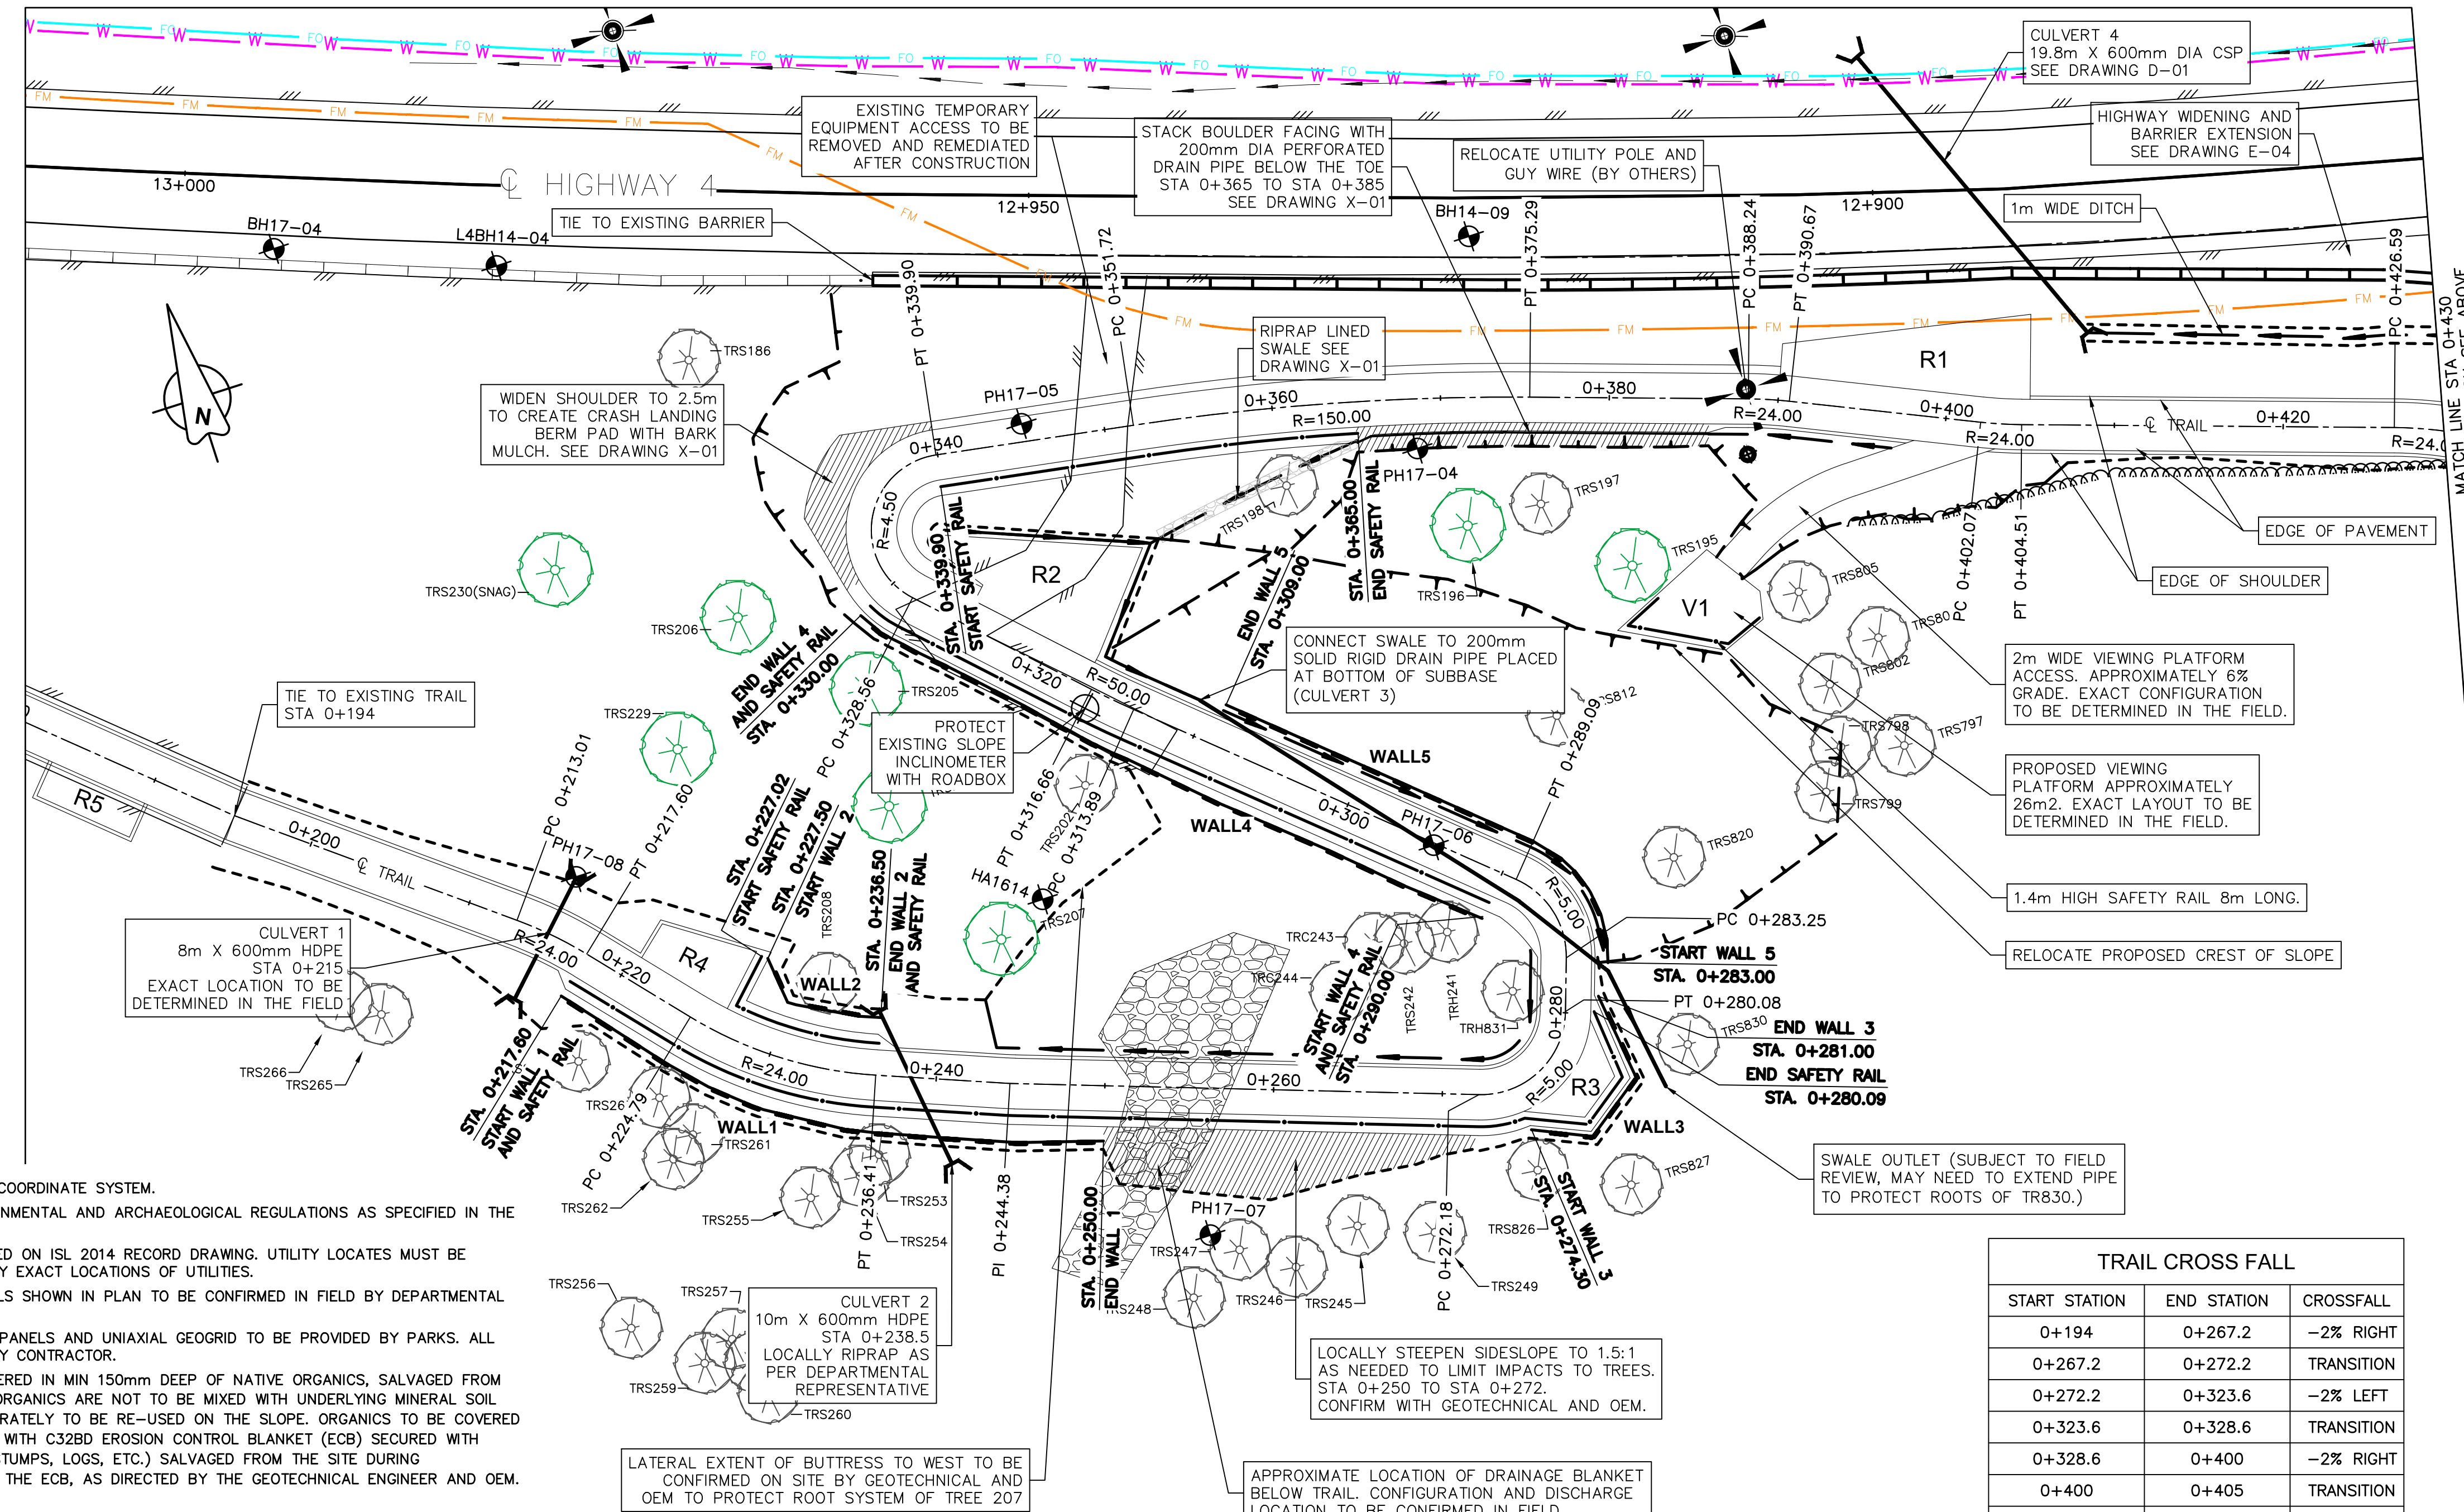 CULVERT 4
19.8m X 600mm DIA CSP
SEE DRAWING D-01
EXISTING TEMPORARY
EQUIPMENT ACCESS TO BE
REMOVED AND REMEDIATED
AFTER CONSTRUCTION
STACK BOULDER FACING WITH
200mm DIA PERFORATED
DRAIN PIPE BELOW THE TOE
STA 0+365 TO STA 0+385
SEE DRAWING X-01
RELOCATE UTILITY POLE AND
GUY WIRE (BY OTHERS)
HIGHWAY WIDENING AND
BARRIER EXTENSION
SEE DRAWING E-04
13+000
HIGHWAY 4
12+950
12+900
1m WIDE DITCH
TIE TO EXISTING BARRIER
BH17-04
L4BH14-04
BH14-09
PT 0+339.90
PC 0+351.72
PT 0+375.29
PC 0+388.24
PT 0+390.67
PC 0+426.59
MATCH LINE STA 0+430
RIPRAP LINED
SWALE SEE
DRAWING X-01
TRS186
WIDEN SHOULDER TO 2.5m
TO CREATE CRASH LANDING
BERM PAD WITH BARK
MULCH. SEE DRAWING X-01
N
PH17-05
0+340
0+360
R=150.00
0+380
R=24.00
0+400
R1
TRAIL
0+420
R=24.00
PH17-04
TRS197
TRS198
TRS195
TRS196
R=4.50
STA. 0+339.90
START SAFETY RAIL
STA. 0+365.00
END SAFETY RAIL
END WALL 5
STA. 0+309.00
R2
V1
TRS805
TRS80
TRS802
PC 0+402.07
PT 0+404.51
EDGE OF PAVEMENT
EDGE OF SHOULDER
TRS230(SNAG)
TRS206
TRS205
TRS229
END WALL 4
AND SAFETY RAIL
STA. 0+330.00
PC 0+328.56
0+320
R=50.00
CONNECT SWALE TO 200mm
SOLID RIGID DRAIN PIPE PLACED
AT BOTTOM OF SUBBASE
(CULVERT 3)
2m WIDE VIEWING PLATFORM
ACCESS. APPROXIMATELY 6%
GRADE. EXACT CONFIGURATION
TO BE DETERMINED IN THE FIELD.
PROTECT
EXISTING SLOPE
INCLINOMETER
WITH ROADBOX
TIE TO EXISTING TRAIL
STA 0+194
PC 0+213.01
PT 0+217.60
R5
0+200
TRAIL
PH17-08
PT 0+316.66
TRS202
PC 0+313.89
WALL4
WALL5
0+300
PH17-06
PT 0+289.09
TRS798
TRS797
TRS799
TRS820
PROPOSED VIEWING
PLATFORM APPROXIMATELY
26m2. EXACT LAYOUT TO BE
DETERMINED IN THE FIELD.
1.4m HIGH SAFETY RAIL 8m LONG.
RELOCATE PROPOSED CREST OF SLOPE
STA. 0+227.02
START SAFETY RAIL
STA. 0+227.50
START WALL 2
TRS208
STA. 0+236.50
END WALL 2
AND SAFETY RAIL
HA1614
TRS207
CULVERT 1
8m X 600mm HDPE
STA 0+215
EXACT LOCATION TO BE
DETERMINED IN THE FIELD
R=24.00
0+220
R4
WALL2
TRC243
TRC244
START WALL 4
AND SAFETY RAIL
STA. 0+290.00
TRS242
TRH241
TRH831
R=5.00
PC 0+283.25
START WALL 5
STA. 0+283.00
PT 0+280.08
0+280
TRS830
END WALL 3
STA. 0+281.00
END SAFETY RAIL
STA. 0+280.09
TRS266
TRS265
STA. 0+217.60
START WALL 1
AND SAFETY RAIL
R=24.00
0+240
0+260
R=5.00
R3
WALL3
TRS261
PC 0+224.79
TRS262
WALL1
TRS253
TRS254
TRS255
PT 0+236.41
PI 0+244.38
STA. 0+250.00
END WALL 1
PH17-07
TRS247
TRS246
TRS245
PC 0+272.18
TRS249
TRS826
START WALL 3
STA. 0+274.30
TRS827
SWALE OUTLET (SUBJECT TO FIELD
REVIEW, MAY NEED TO EXTEND PIPE
TO PROTECT ROOTS OF TR830.)
TRS256
TRS257
TRS259
TRS260
CULVERT 2
10m X 600mm HDPE
STA 0+238.5
LOCALLY RIPRAP AS
PER DEPARTMENTAL
REPRESENTATIVE
LOCALLY STEEPEN SIDESLOPE TO 1.5:1
AS NEEDED TO LIMIT IMPACTS TO TREES.
STA 0+250 TO STA 0+272.
CONFIRM WITH GEOTECHNICAL AND OEM.
LATERAL EXTENT OF BUTTRESS TO WEST TO BE
CONFIRMED ON SITE BY GEOTECHNICAL AND
OEM TO PROTECT ROOT SYSTEM OF TREE 207
APPROXIMATE LOCATION OF DRAINAGE BLANKET
BELOW TRAIL. CONFIGURATION AND DISCHARGE
LOCATION TO BE CONFIRMED IN FIELD
COORDINATE SYSTEM.
NMENTAL AND ARCHAEOLOGICAL REGULATIONS AS SPECIFIED IN THE
ED ON ISL 2014 RECORD DRAWING. UTILITY LOCATES MUST BE
Y EXACT LOCATIONS OF UTILITIES.
LS SHOWN IN PLAN TO BE CONFIRMED IN FIELD BY DEPARTMENTAL
PANELS AND UNIAXIAL GEOGRID TO BE PROVIDED BY PARKS. ALL
Y CONTRACTOR.
ERED IN MIN 150mm DEEP OF NATIVE ORGANICS, SALVAGED FROM
ORGANICS ARE NOT TO BE MIXED WITH UNDERLYING MINERAL SOIL
RATELY TO BE RE-USED ON THE SLOPE. ORGANICS TO BE COVERED
WITH C32BD EROSION CONTROL BLANKET (ECB) SECURED WITH
STUMPS, LOGS, ETC.) SALVAGED FROM THE SITE DURING
THE ECB, AS DIRECTED BY THE GEOTECHNICAL ENGINEER AND OEM.
TRAIL CROSS FALL
START STATION END STATION CROSSFALL
0+194 0+267.2 -2% RIGHT
0+267.2 0+272.2 TRANSITION
0+272.2 0+323.6 -2% LEFT
0+323.6 0+328.6 TRANSITION
0+328.6 0+400 -2% RIGHT
0+400 0+405 TRANSITION